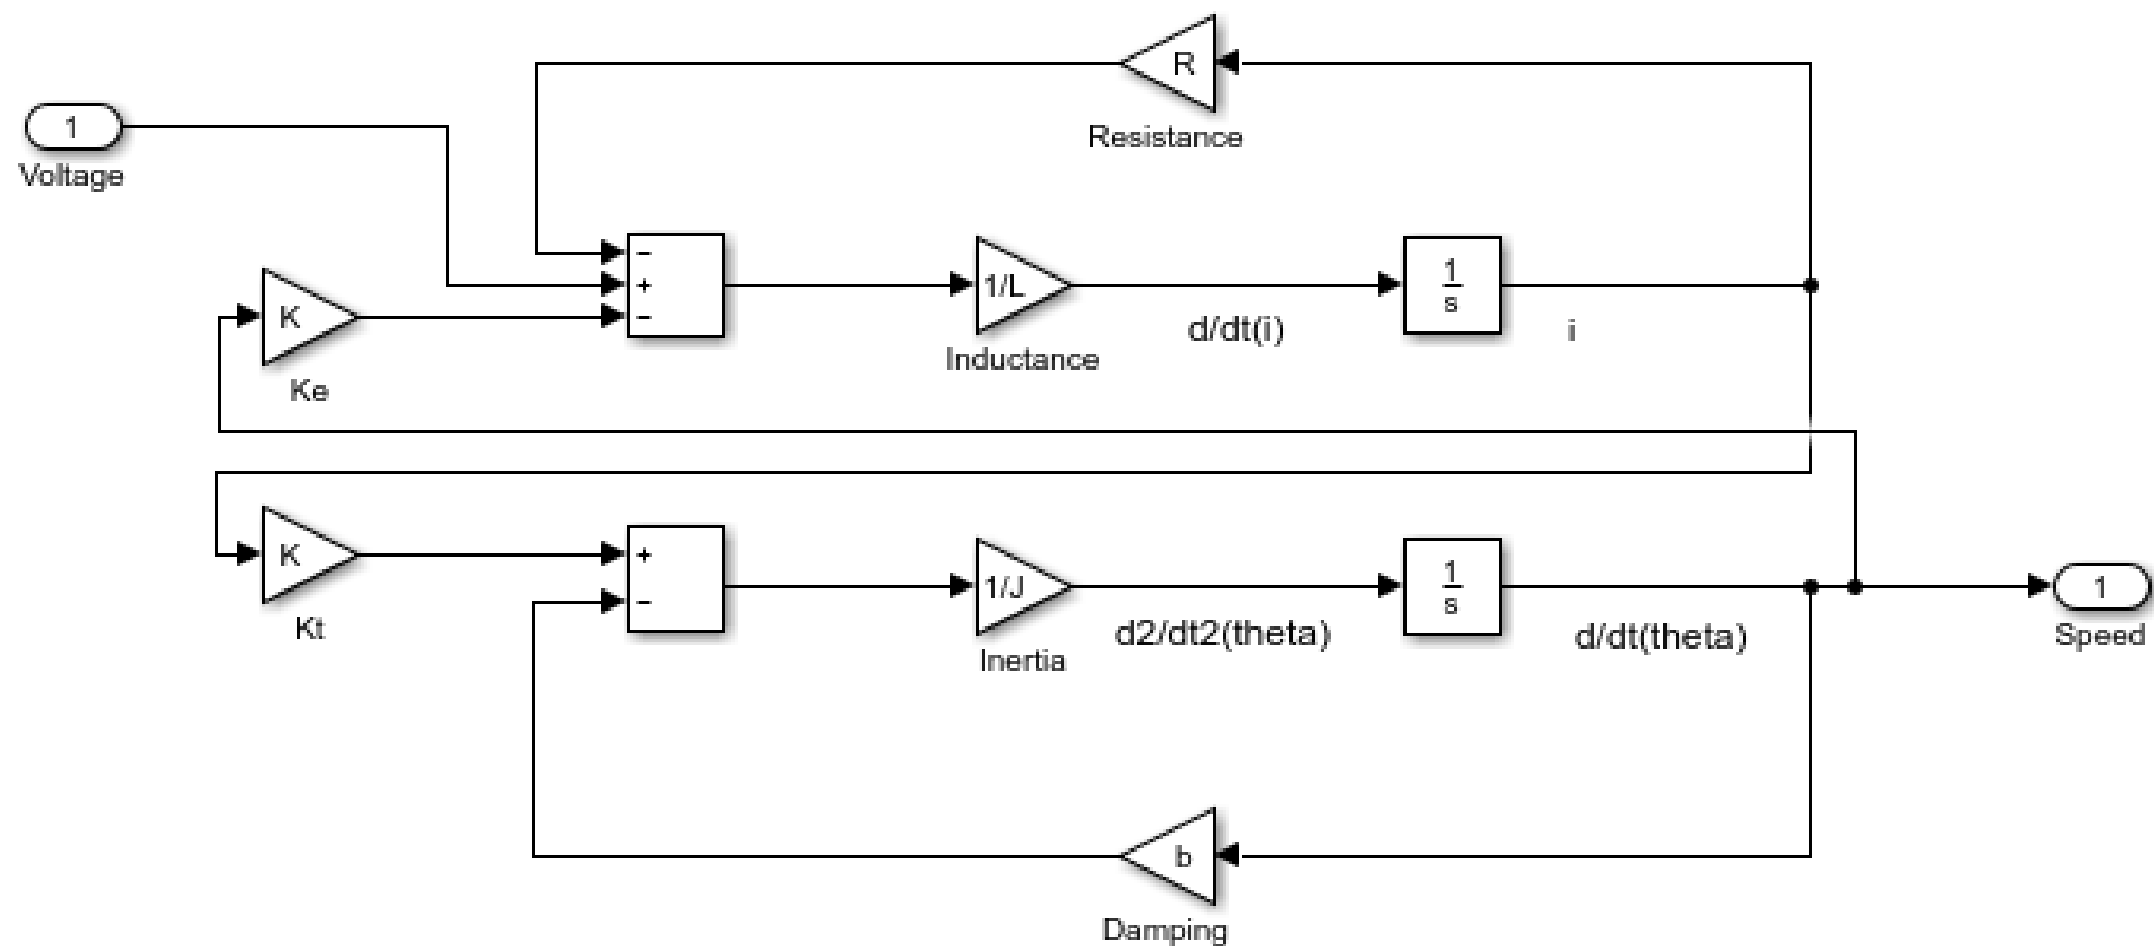 R
Resistance
1
Voltage
−
+
−
1/L
Inductance
d/dt(i)
1
s
i
K
Ke
K
Kt
+
−
1/J
Inertia
d2/dt2(theta)
1
s
d/dt(theta)
1
Speed
b
Damping